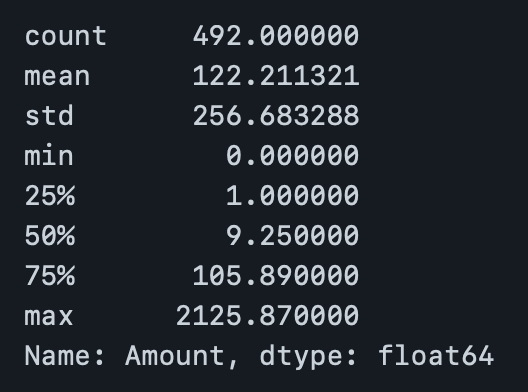 count     492.000000
mean      122.211321
std       256.683288
min         0.000000
25%         1.000000
50%         9.250000
75%       105.890000
max      2125.870000
Name: Amount, dtype: float64